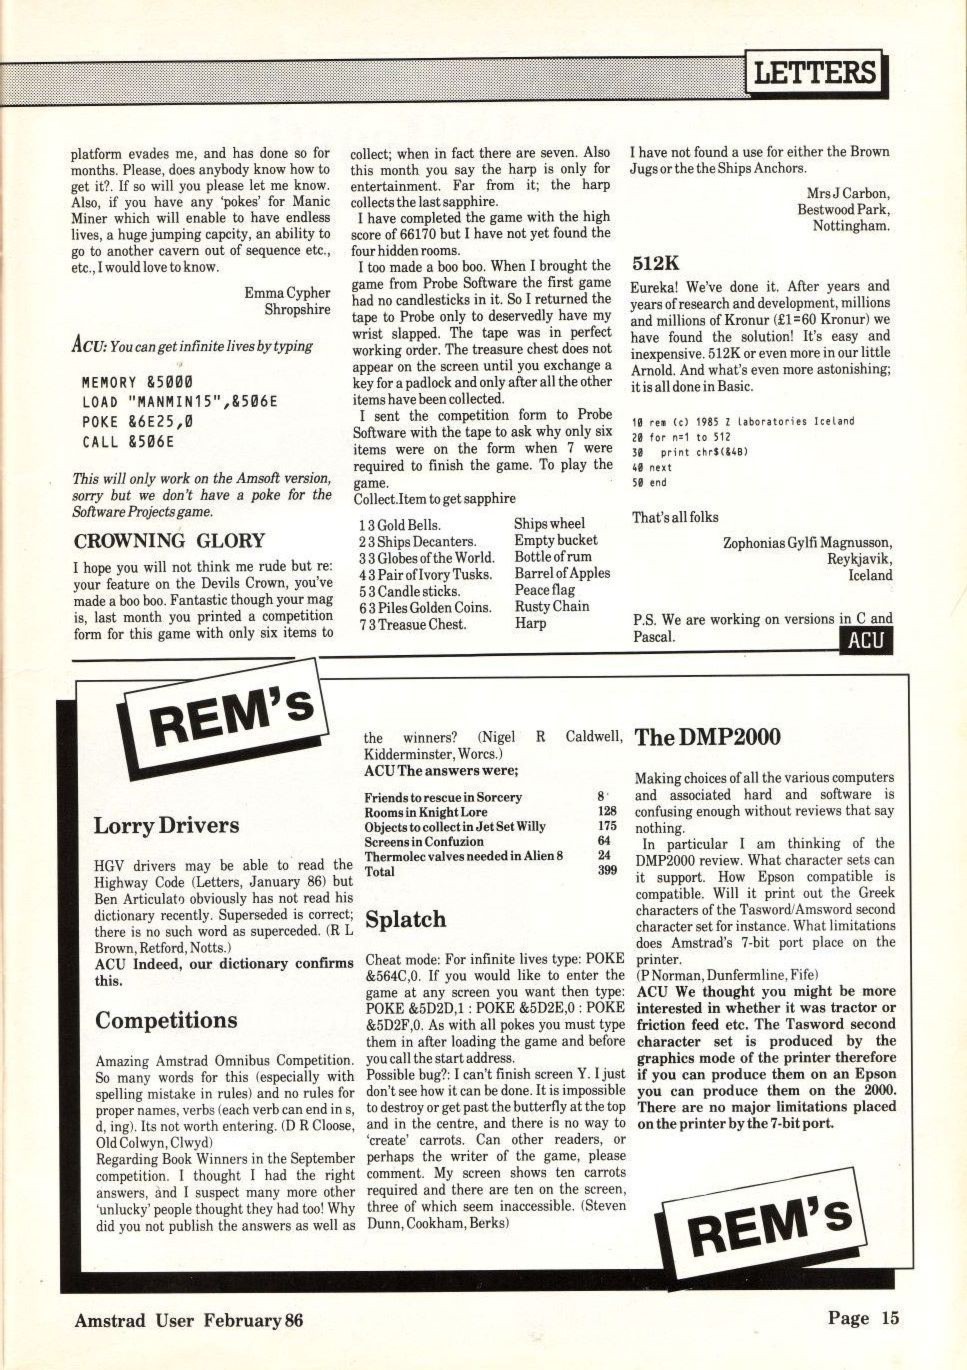 LETTERS
platform evades me, and has done so for
months. Please, does anybody know how to
get it?. If so will you please let me know.
Also, if you have any 'pokes' for Manic
Miner which will enable to have endless
lives, a huge jumping capcity, an ability to
go to another cavern out of sequence etc.,
etc., I would love to know.
Emma Cypher
Shropshire
ACU: You can get infinite lives by typing
MEMORY &5000
LOAD "MANMIN15",&506E
POKE &6E25,0
CALL &506E
This will only work on the Amsoft version,
sorry but we don't have a poke for the
Software Projects game.
CROWNING GLORY
I hope you will not think me rude but re:
your feature on the Devils Crown, you've
made a boo boo. Fantastic though your mag
is, last month you printed a competition
form for this game with only six items to
collect; when in fact there are seven. Also
this month you say the harp is only for
entertainment. Far from it; the harp
collects the last sapphire.
I have completed the game with the high
score of 66170 but I have not yet found the
four hidden rooms.
I too made a boo boo. When I brought the
game from Probe Software the first game
had no candlesticks in it. So I returned the
tape to Probe only to deservedly have my
wrist slapped. The tape was in perfect
working order. The treasure chest does not
appear on the screen until you exchange a
key for a padlock and only after all the other
items have been collected.
I sent the competition form to Probe
Software with the tape to ask why only six
items were on the form when 7 were
required to finish the game. To play the
game.
Collect.Item to get sapphire
1 3 Gold Bells. Ships wheel
2 3 Ships Decanters. Empty bucket
3 3 Globes of the World. Bottle of rum
4 3 Pair of Ivory Tusks. Barrel of Apples
5 3 Candle sticks. Peace flag
6 3 Piles Golden Coins. Rusty Chain
7 3 Treasue Chest. Harp
I have not found a use for either the Brown
Jugs or the the Ships Anchors.
Mrs J Carbon,
Bestwood Park,
Nottingham.
512K
Eureka! We've done it. After years and
years of research and development, millions
and millions of Kronur (£1=60 Kronur) we
have found the solution! It's easy and
inexpensive. 512K or even more in our little
Arnold. And what's even more astonishing;
it is all done in Basic.
10 rem (c) 1985 Z laboratories Iceland
20 for n=1 to 512
30 print chr$(&4B)
40 next
50 end
That's all folks
Zophonias Gylfi Magnusson,
Reykjavik,
Iceland
P.S. We are working on versions in C and
Pascal.
ACU
REM's
Lorry Drivers
HGV drivers may be able to read the
Highway Code (Letters, January 86) but
Ben Articulato obviously has not read his
dictionary recently. Superseded is correct;
there is no such word as superceded. (R L
Brown, Retford, Notts.)
ACU Indeed, our dictionary confirms
this.
Competitions
Amazing Amstrad Omnibus Competition.
So many words for this (especially with
spelling mistake in rules) and no rules for
proper names, verbs (each verb can end in s,
d, ing). Its not worth entering. (D R Cloose,
Old Colwyn, Clwyd)
Regarding Book Winners in the September
competition. I thought I had the right
answers, and I suspect many more other
'unlucky' people thought they had too! Why
did you not publish the answers as well as
the winners? (Nigel R Caldwell,
Kidderminster, Worcs.)
ACU The answers were;
Friends to rescue in Sorcery 8
Rooms in Knight Lore 128
Objects to collect in Jet Set Willy 175
Screens in Confuzion 64
Thermolec valves needed in Alien 8 24
Total 399
Splatch
Cheat mode: For infinite lives type: POKE
&564C,0. If you would like to enter the
game at any screen you want then type:
POKE &5D2D,1 : POKE &5D2E,0 : POKE
&5D2F,0. As with all pokes you must type
them in after loading the game and before
you call the start address.
Possible bug?: I can't finish screen Y. I just
don't see how it can be done. It is impossible
to destroy or get past the butterfly at the top
and in the centre, and there is no way to
'create' carrots. Can other readers, or
perhaps the writer of the game, please
comment. My screen shows ten carrots
required and there are ten on the screen,
three of which seem inaccessible. (Steven
Dunn, Cookham, Berks)
The DMP2000
Making choices of all the various computers
and associated hard and software is
confusing enough without reviews that say
nothing.
In particular I am thinking of the
DMP2000 review. What character sets can
it support. How Epson compatible is
compatible. Will it print out the Greek
characters of the Tasword/Amsword second
character set for instance. What limitations
does Amstrad's 7-bit port place on the
printer.
(P Norman, Dunfermline, Fife)
ACU We thought you might be more
interested in whether it was tractor or
friction feed etc. The Tasword second
character set is produced by the
graphics mode of the printer therefore
if you can produce them on an Epson
you can produce them on the 2000.
There are no major limitations placed
on the printer by the 7-bit port.
REM's
Amstrad User February 86
Page 15